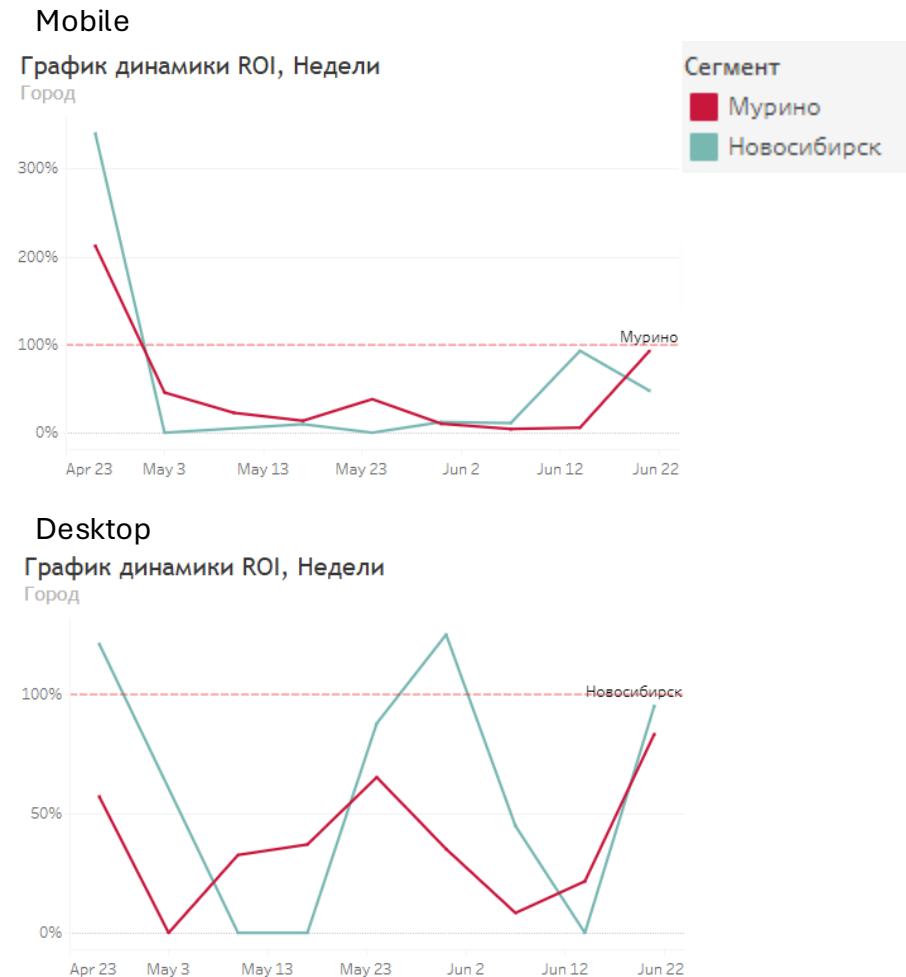 Mobile
График динамики ROI, Недели
Город
Сегмент
Мурино
Новосибирск
300%
200%
100%
Мурино
0%
Apr 23 May 3 May 13 May 23 Jun 2 Jun 12 Jun 22
Desktop
График динамики ROI, Недели
Город
100%
Новосибирск
50%
0%
Apr 23 May 3 May 13 May 23 Jun 2 Jun 12 Jun 22